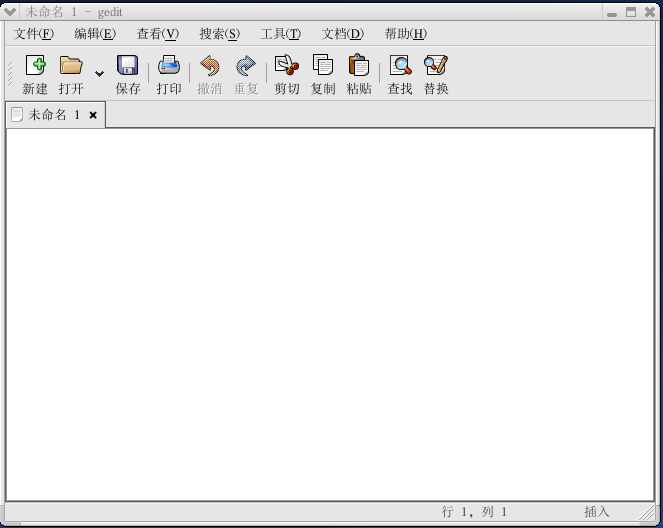 未命名 1 - gedit
文件(F) 编辑(E) 查看(V) 搜索(S) 工具(T) 文档(D) 帮助(H)
新建 打开 保存 打印 撤消 重复 剪切 复制 粘贴 查找 替换
未命名 1
行 1, 列 1 插入